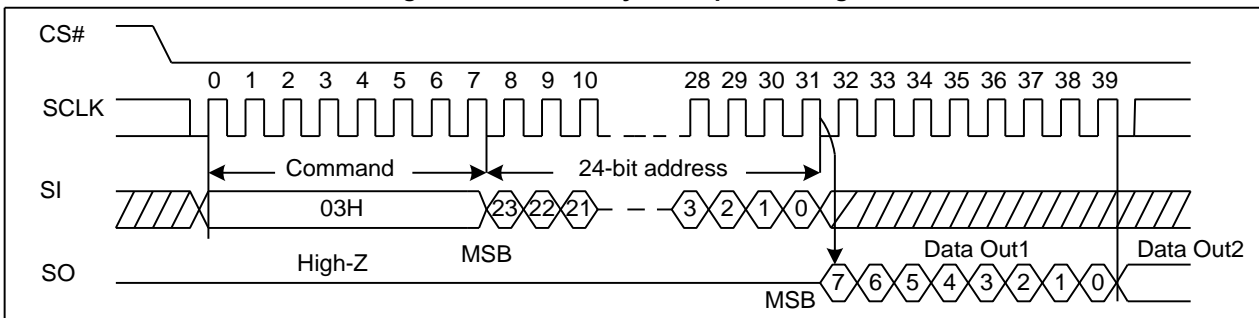 CS#
0 1 2 3 4 5 6 7 8 9 10 28 29 30 31 32 33 34 35 36 37 38 39
SCLK
Command 24-bit address
SI
03H 23 22 21 3 2 1 0
MSB
High-Z
Data Out1 Data Out2
SO
7 6 5 4 3 2 1 0
MSB